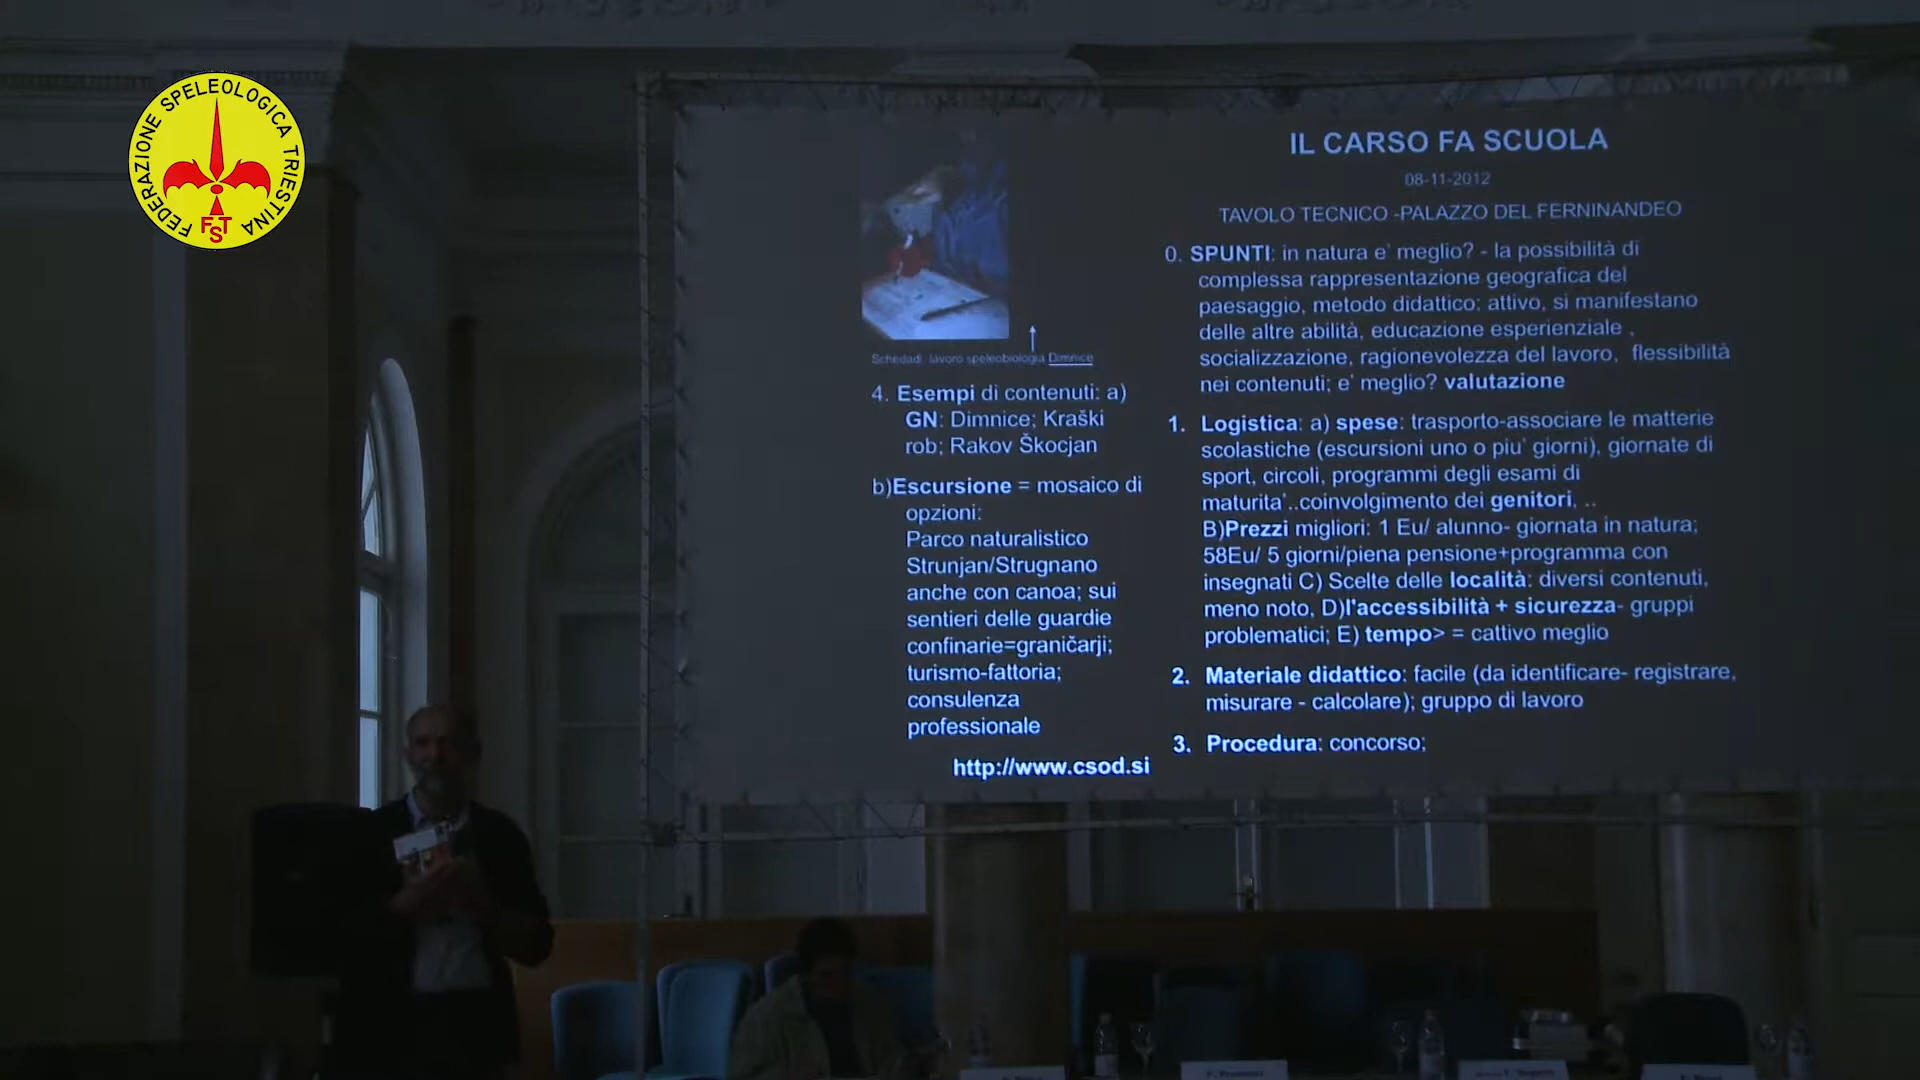 FEDERAZIONE SPELEOLOGICA TRIESTINA
FST
IL CARSO FA SCUOLA
08-11-2012
TAVOLO TECNICO -PALAZZO DEL FERNINANDEO
0. SPUNTI: in natura e' meglio? - la possibilità di
complessa rappresentazione geografica del
paesaggio, metodo didattico: attivo, si manifestano
delle altre abilità, educazione esperienziale ,
socializzazione, ragionevolezza del lavoro, flessibilità
nei contenuti; e' meglio? valutazione
1. Logistica: a) spese: trasporto-associare le matterie
scolastiche (escursioni uno o piu' giorni), giornate di
sport, circoli, programmi degli esami di
maturita'..coinvolgimento dei genitori, ..
B)Prezzi migliori: 1 Eu/ alunno- giornata in natura;
58Eu/ 5 giorni/piena pensione+programma con
insegnati C) Scelte delle località: diversi contenuti,
meno noto, D)l'accessibilità + sicurezza- gruppi
problematici; E) tempo> = cattivo meglio
2. Materiale didattico: facile (da identificare- registrare,
misurare - calcolare); gruppo di lavoro
3. Procedura: concorso;
Schedadi lavoro speleobiologia Dimnice
4. Esempi di contenuti: a)
GN: Dimnice; Kraški
rob; Rakov Škocjan
b)Escursione = mosaico di
opzioni:
Parco naturalistico
Strunjan/Strugnano
anche con canoa; sui
sentieri delle guardie
confinarie=graničarji;
turismo-fattoria;
consulenza
professionale
http://www.csod.si